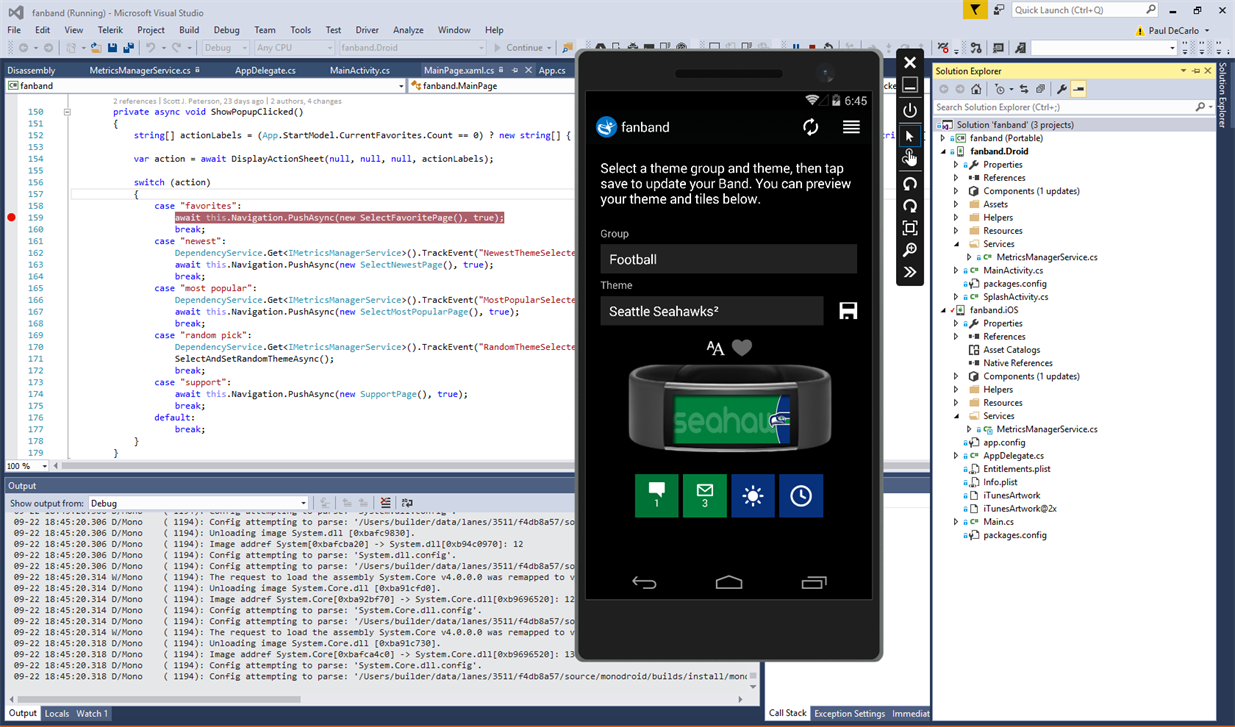 fanband (Running) - Microsoft Visual Studio
Quick Launch (Ctrl+Q)
File Edit View Telerik Project Build Debug Team Tools Test Driver Analyze Window Help
Paul DeCarlo
Debug Any CPU fanband.Droid Continue
Disassembly MetricsManagerService.cs AppDelegate.cs MainActivity.cs MainPage.xaml.cs App.cs
fanband fanband.MainPage
2 references | Scott J. Peterson, 23 days ago | 2 authors, 4 changes
150 private async void ShowPopupClicked()
151 {
152 string[] actionLabels = (App.StartModel.CurrentFavorites.Count == 0) ? new string[] {
153
154 var action = await DisplayActionSheet(null, null, null, actionLabels);
155
156 switch (action)
157 {
158 case "favorites":
159 await this.Navigation.PushAsync(new SelectFavoritePage(), true);
160 break;
161 case "newest":
162 DependencyService.Get<IMetricsManagerService>().TrackEvent("NewestThemeSelecte
163 await this.Navigation.PushAsync(new SelectNewestPage(), true);
164 break;
165 case "most popular":
166 DependencyService.Get<IMetricsManagerService>().TrackEvent("MostPopularSelecte
167 await this.Navigation.PushAsync(new SelectMostPopularPage(), true);
168 break;
169 case "random pick":
170 DependencyService.Get<IMetricsManagerService>().TrackEvent("RandomThemeSelecte
171 SelectAndSetRandomThemeAsync();
172 break;
173 case "support":
174 await this.Navigation.PushAsync(new SupportPage(), true);
175 break;
176 default:
177 break;
178 }
179 }
100 %
Output
Show output from: Debug
09-22 18:45:20.306 D/Mono ( 1194): Config attempting to parse: '/Users/builder/data/lanes/3511/f4db8a57/so
09-22 18:45:20.306 D/Mono ( 1194): Unloading image System.dll [0xbafc9830].
09-22 18:45:20.306 D/Mono ( 1194): Image addref System[0xbafcba20] -> System.dll[0xb94c0970]: 12
09-22 18:45:20.306 D/Mono ( 1194): Config attempting to parse: 'System.dll.config'.
09-22 18:45:20.306 D/Mono ( 1194): Config attempting to parse: '/Users/builder/data/lanes/3511/f4db8a57/so
09-22 18:45:20.314 W/Mono ( 1194): The request to load the assembly System.Core v4.0.0.0 was remapped to v
09-22 18:45:20.314 D/Mono ( 1194): Unloading image System.Core.dll [0xba91cfd0].
09-22 18:45:20.314 D/Mono ( 1194): Image addref System.Core[0xba92bf70] -> System.Core.dll[0xb9696520]: 12
09-22 18:45:20.314 D/Mono ( 1194): Config attempting to parse: 'System.Core.dll.config'.
09-22 18:45:20.314 D/Mono ( 1194): Config attempting to parse: '/Users/builder/data/lanes/3511/f4db8a57/so
09-22 18:45:20.314 W/Mono ( 1194): The request to load the assembly System.Core v4.0.0.0 was remapped to v
09-22 18:45:20.318 D/Mono ( 1194): Unloading image System.Core.dll [0xba91c730].
09-22 18:45:20.318 D/Mono ( 1194): Image addref System.Core[0xbafca4c0] -> System.Core.dll[0xb9696520]: 13
09-22 18:45:20.318 D/Mono ( 1194): Config attempting to parse: 'System.Core.dll.config'.
09-22 18:45:20.318 D/Mono ( 1194): Config attempting to parse: '/Users/builder/data/lanes/3511/f4db8a57/source/monodroid/builds/install/mono
Output Locals Watch 1
Call Stack Exception Settings Immediat
6:45
fanband
Select a theme group and theme, then tap
save to update your Band. You can preview
your theme and tiles below.
Group
Football
Theme
Seattle Seahawks²
AA
seahaw
1 3
Solution Explorer
Search Solution Explorer (Ctrl+;)
Solution 'fanband' (3 projects)
fanband (Portable)
fanband.Droid
Properties
References
Components (1 updates)
Assets
Helpers
Resources
Services
MetricsManagerService.cs
MainActivity.cs
packages.config
SplashActivity.cs
fanband.iOS
Properties
References
Asset Catalogs
Native References
Components (1 updates)
Helpers
Resources
Services
MetricsManagerService.cs
app.config
AppDelegate.cs
Entitlements.plist
Info.plist
iTunesArtwork
iTunesArtwork@2x
Main.cs
packages.config
Solution Explorer